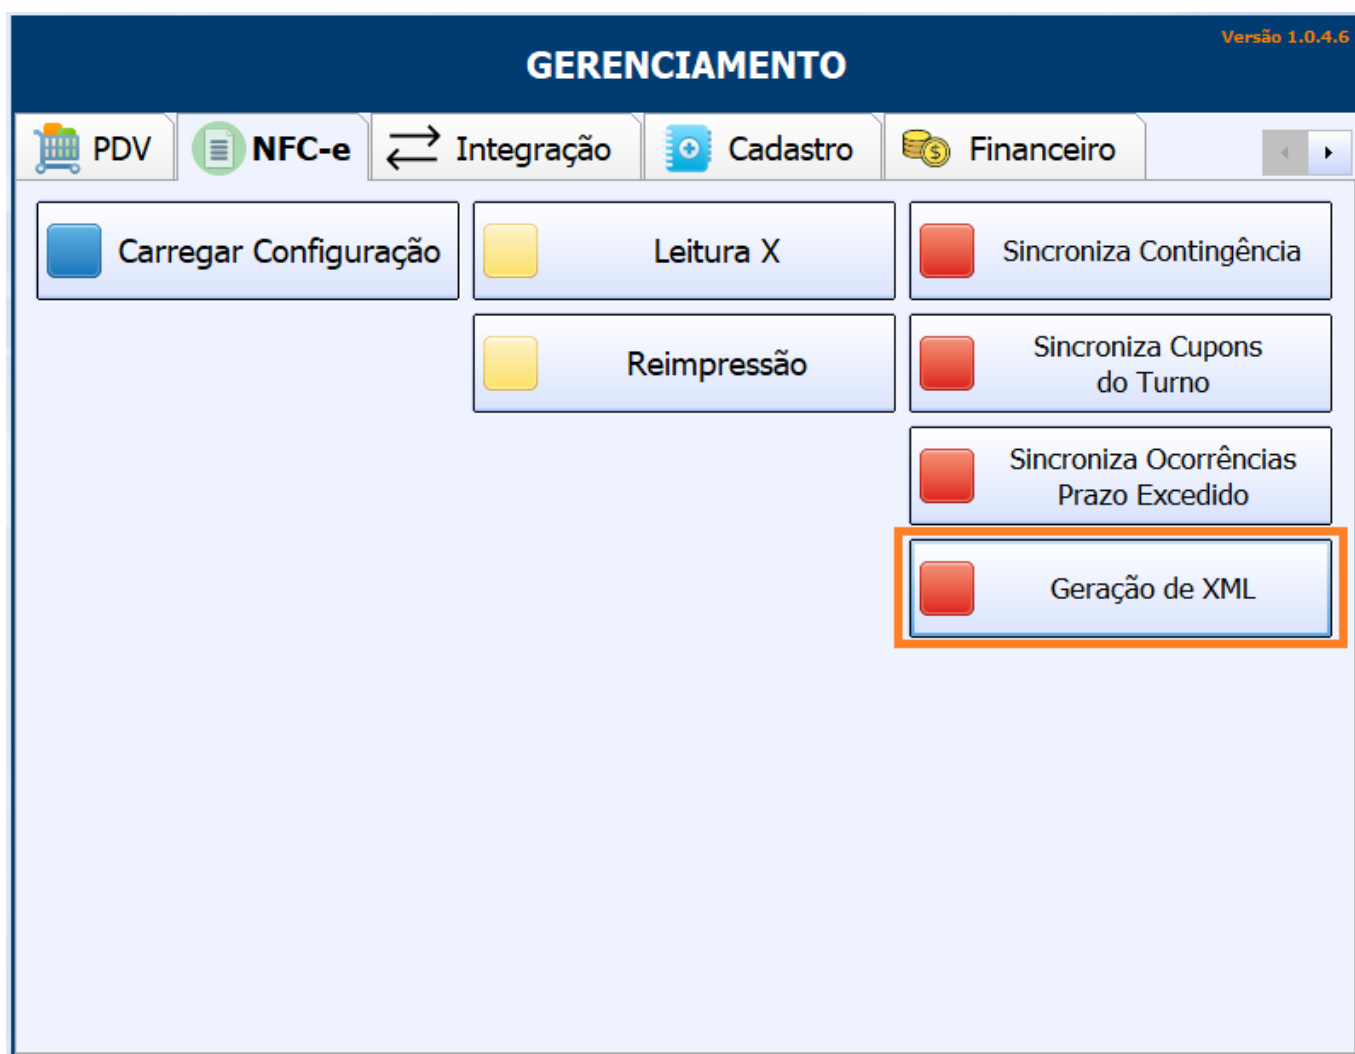 GERENCIAMENTO
Versão 1.0.4.6
PDV
NFC-e
Integração
Cadastro
Financeiro
Carregar Configuração
Leitura X
Sincroniza Contingência
Reimpressão
Sincroniza Cupons
do Turno
Sincroniza Ocorrências
Prazo Excedido
Geração de XML